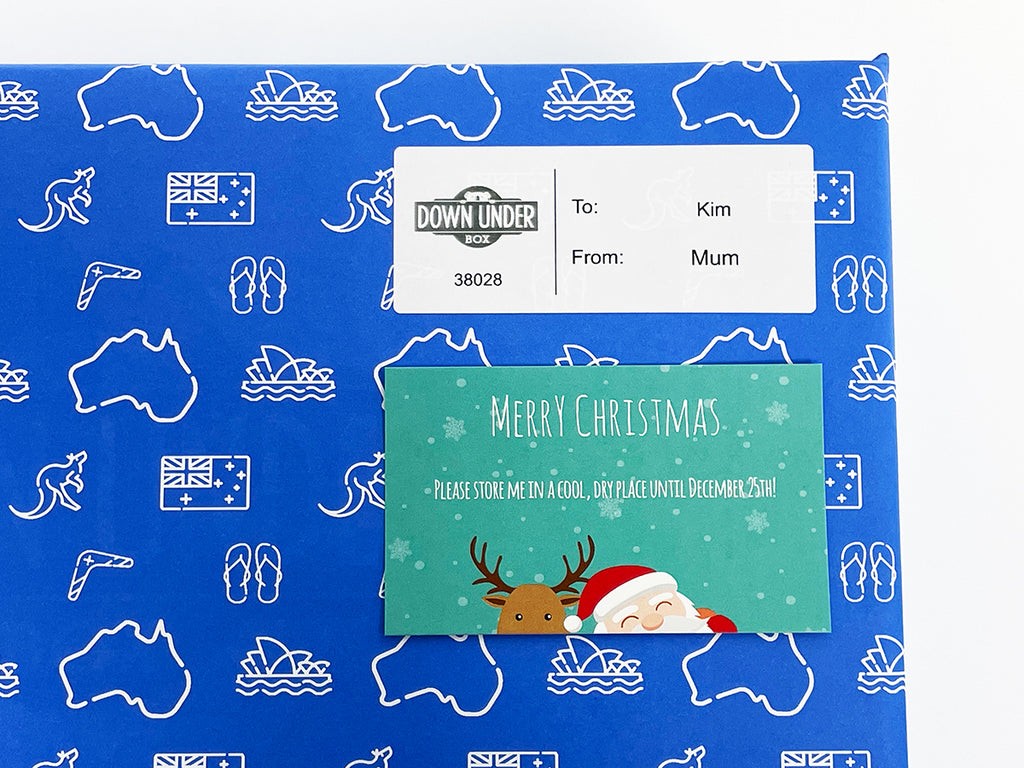 DOWN UNDER
BOX
38028
To: Kim
From: Mum
MERRY CHRISTMAS
PLEASE STORE ME IN A COOL, DRY PLACE UNTIL DECEMBER 25TH!